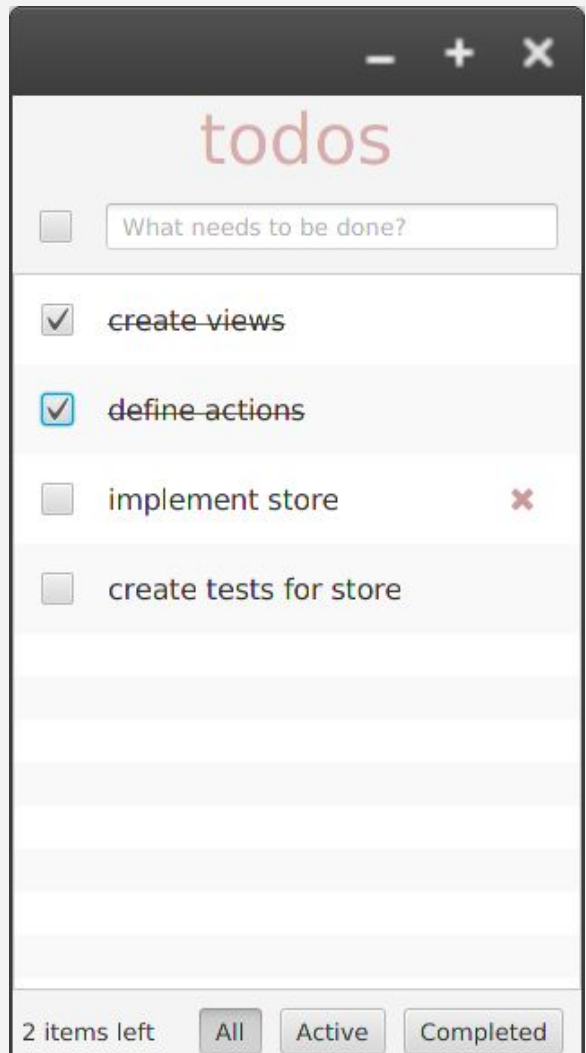 todos
What needs to be done?
create views
define actions
implement store
create tests for store
2 items left All Active Completed